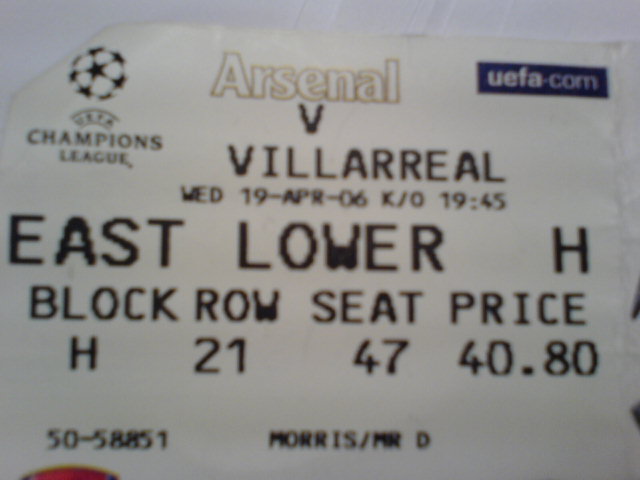 Arsenal
uefa.com
V
UEFA
CHAMPIONS
LEAGUE
VILLARREAL
WED 19-APR-06 K/O 19:45
EAST LOWER H
BLOCK ROW SEAT PRICE
H 21 47 40.80
50-58851 MORRIS/MR D